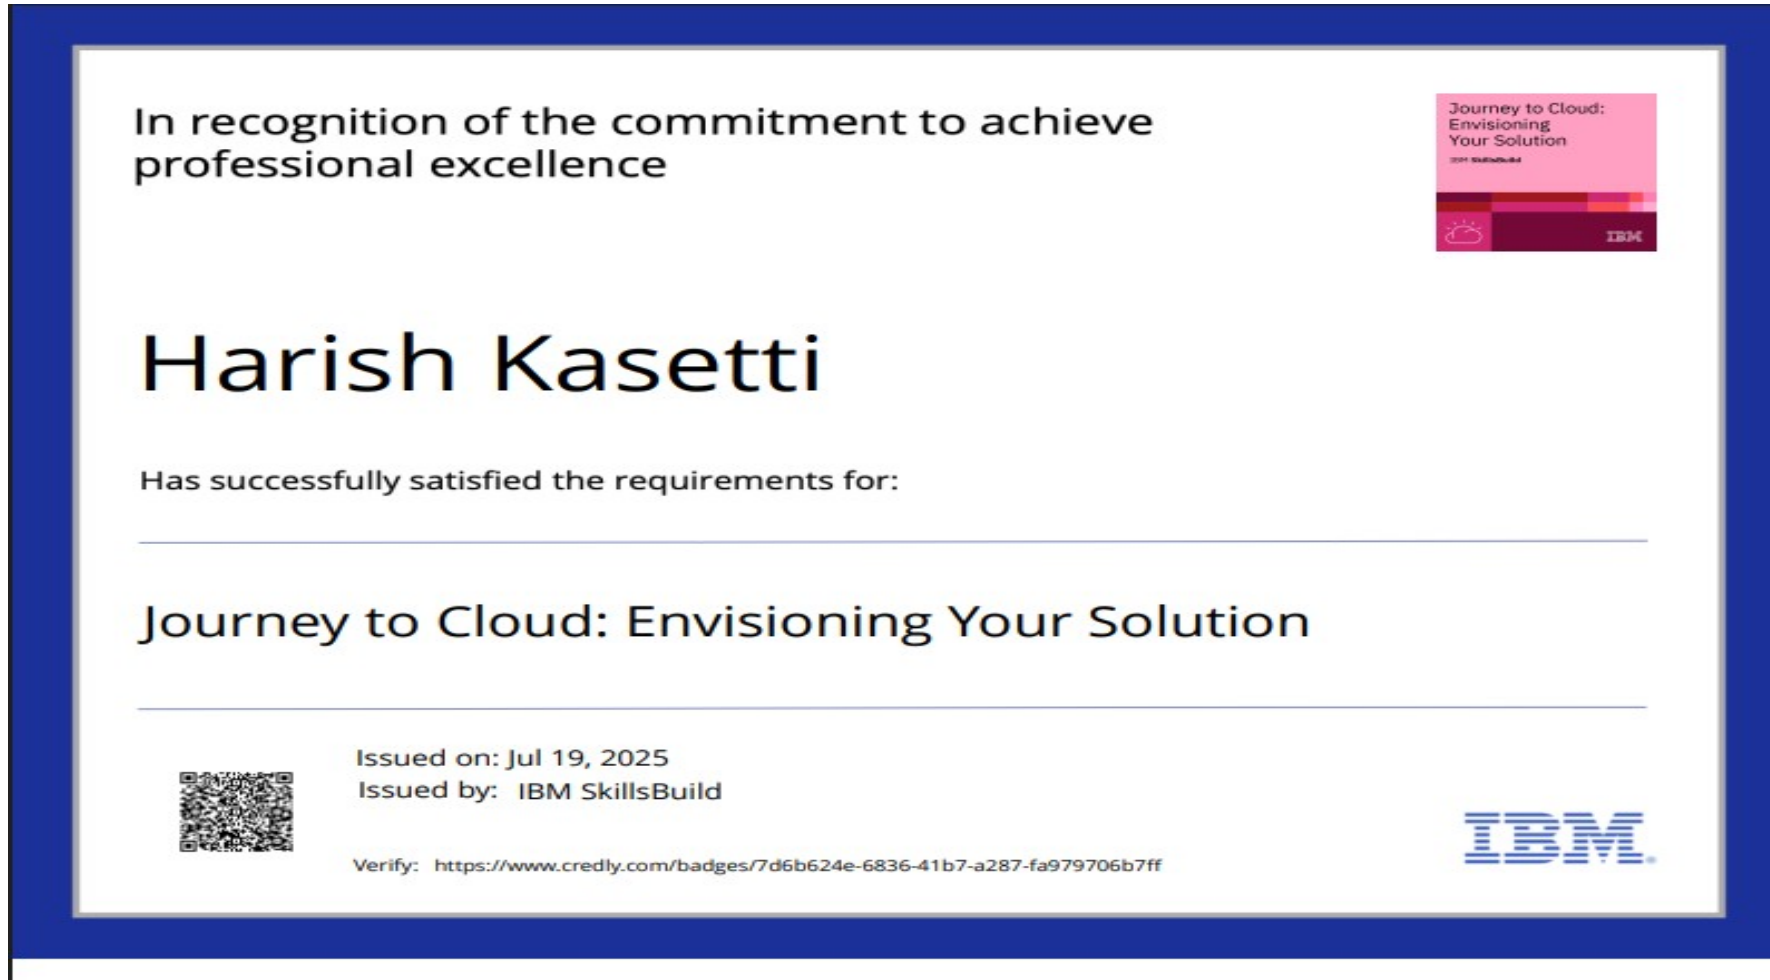 In recognition of the commitment to achieve
professional excellence
Journey to Cloud:
Envisioning
Your Solution
IBM SkillsBuild
IBM
Harish Kasetti
Has successfully satisfied the requirements for:
Journey to Cloud: Envisioning Your Solution
Issued on: Jul 19, 2025
Issued by: IBM SkillsBuild
Verify: https://www.credly.com/badges/7d6b624e-6836-41b7-a287-fa979706b7ff
IBM